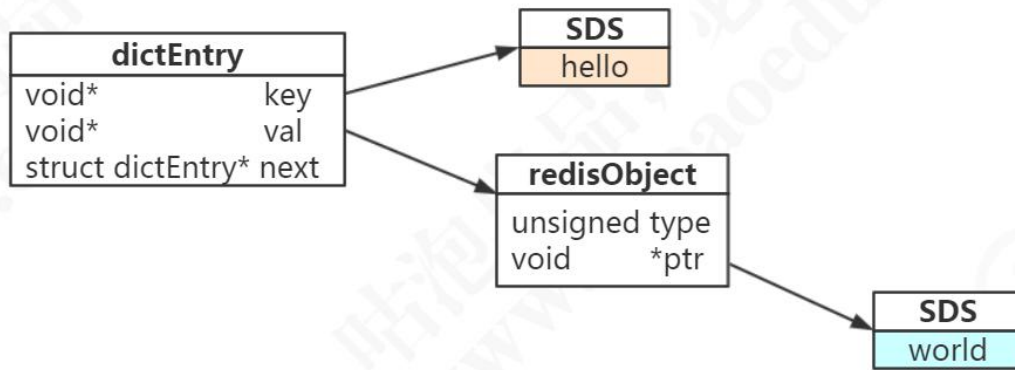 dictEntry
void* key
void* val
struct dictEntry* next
SDS
hello
redisObject
unsigned type
void *ptr
SDS
world